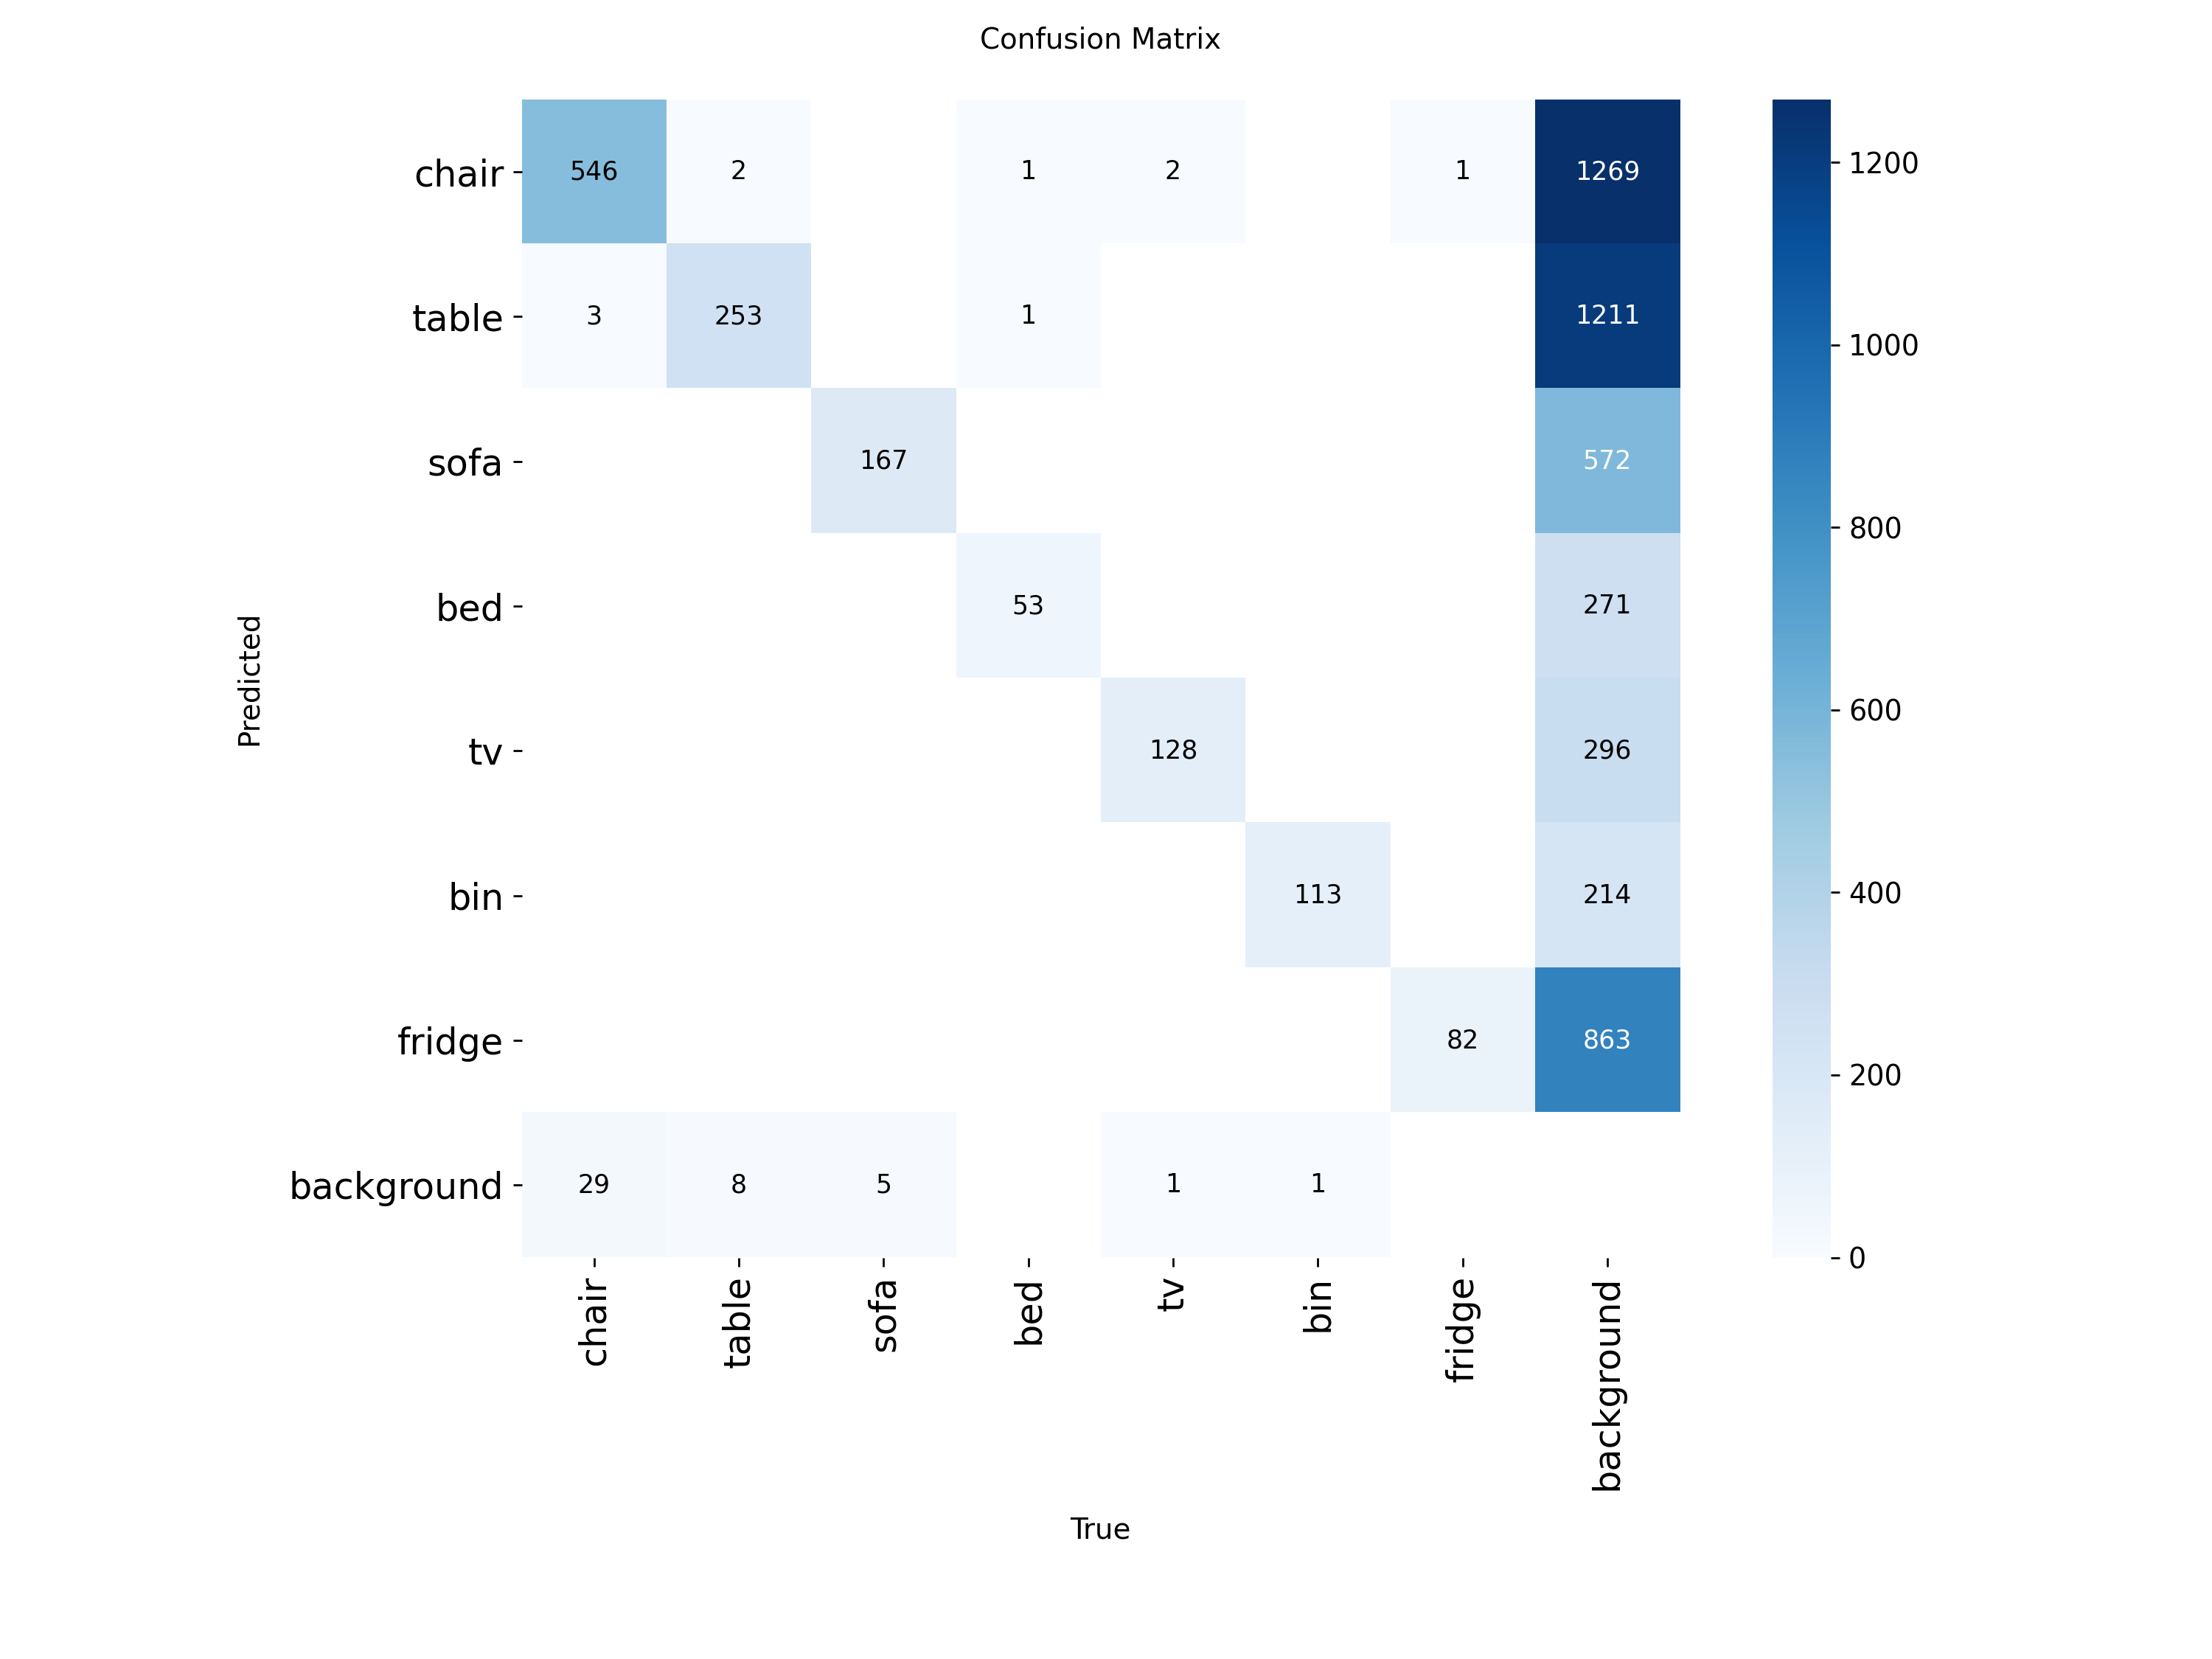 Confusion Matrix
chair 546 2 1 2 1 1269
table 3 253 1 1211
sofa 167 572
bed 53 271
tv 128 296
bin 113 214
fridge 82 863
background 29 8 5 1 1
chair table sofa bed tv bin fridge background
Predicted
True
1200
1000
800
600
400
200
0